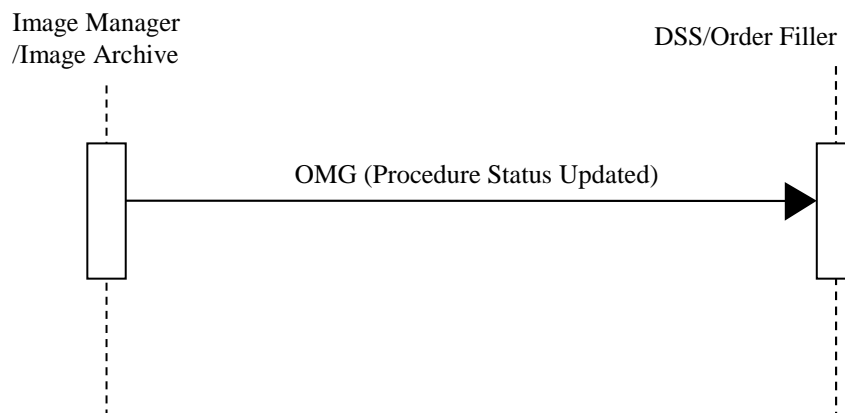 Image Manager
/Image Archive
DSS/Order Filler
OMG (Procedure Status Updated)